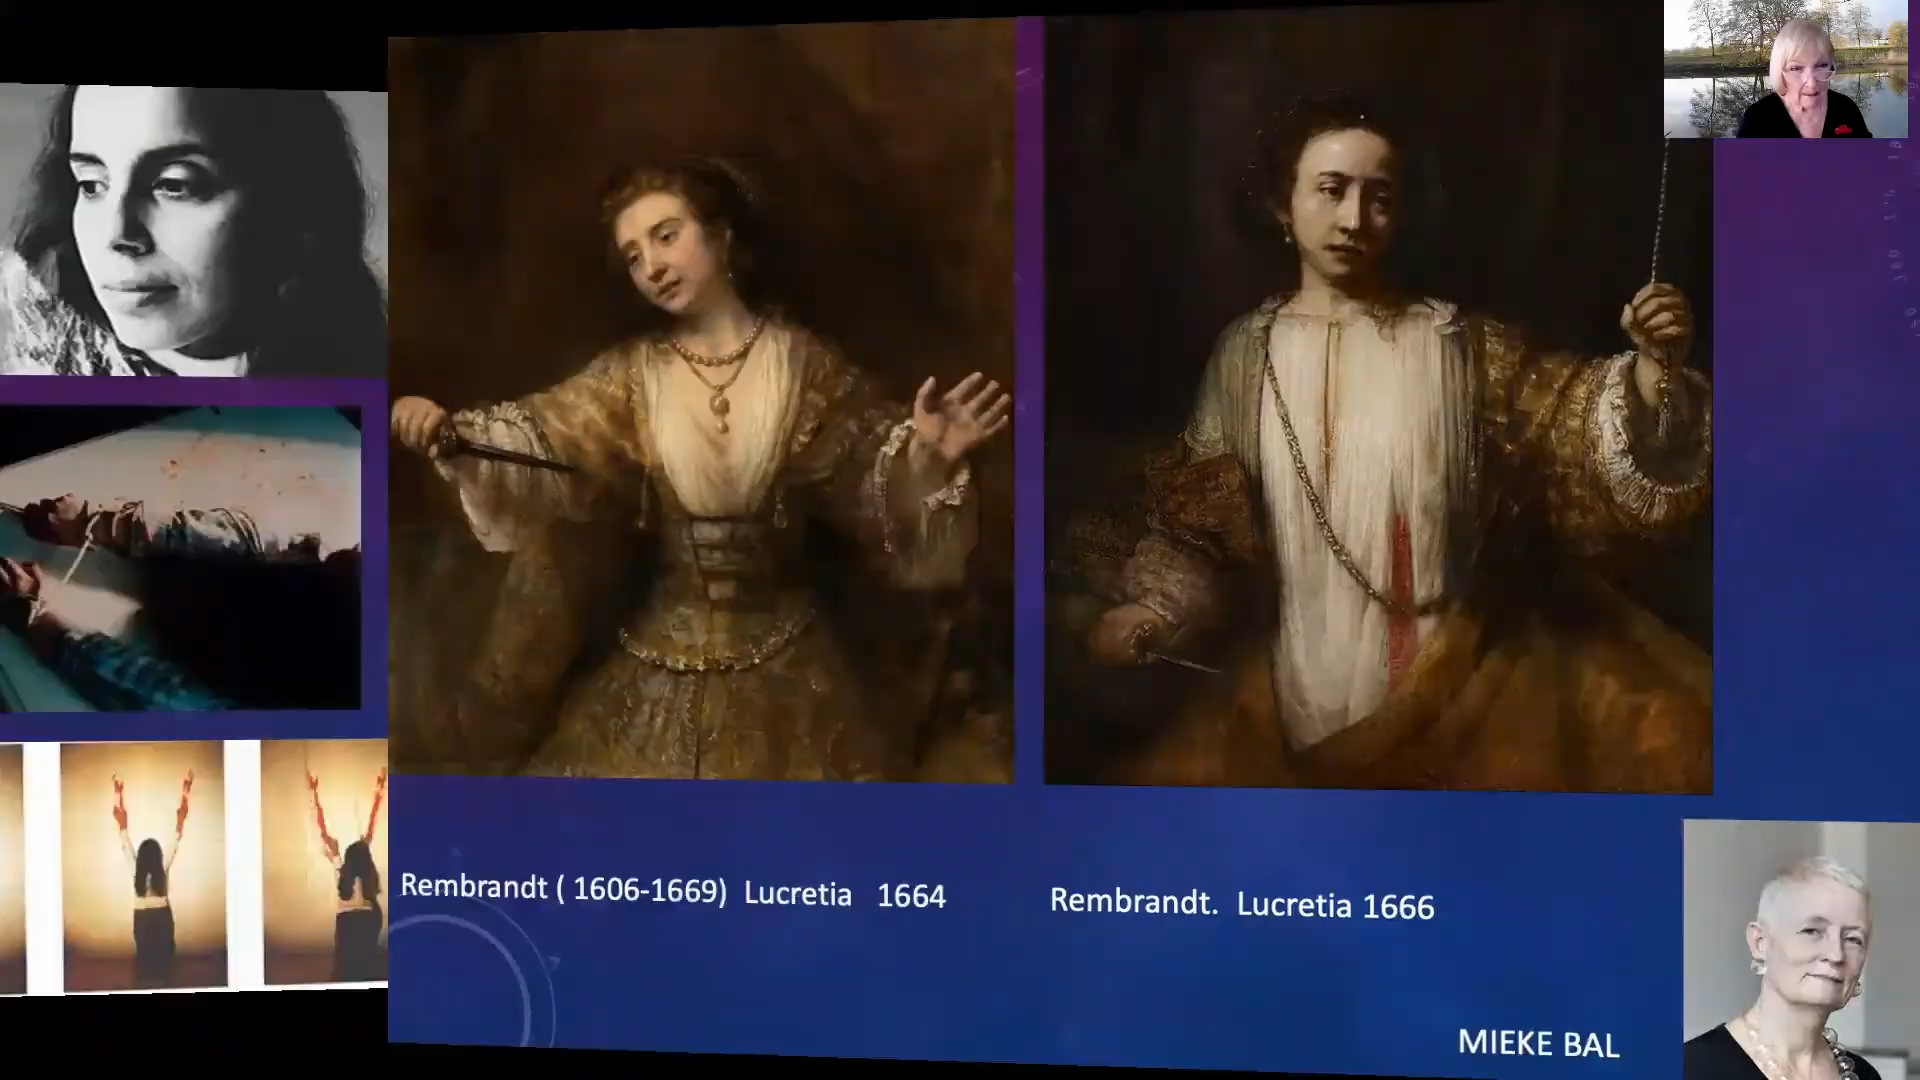 Rembrandt ( 1606-1669)  Lucretia   1664
Rembrandt.  Lucretia 1666
MIEKE BAL